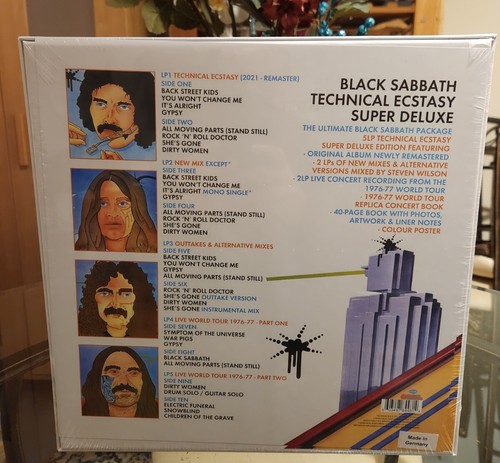 LP1 TECHNICAL ECSTASY (2021 - REMASTER)
SIDE ONE
BACK STREET KIDS
YOU WON'T CHANGE ME
IT'S ALRIGHT
GYPSY
SIDE TWO
ALL MOVING PARTS (STAND STILL)
ROCK 'N' ROLL DOCTOR
SHE'S GONE
DIRTY WOMEN
LP2 NEW MIX EXCEPT*
SIDE THREE
BACK STREET KIDS
YOU WON'T CHANGE ME
IT'S ALRIGHT MONO SINGLE*
GYPSY
SIDE FOUR
ALL MOVING PARTS (STAND STILL)
ROCK 'N' ROLL DOCTOR
SHE'S GONE
DIRTY WOMEN
LP3 OUTTAKES & ALTERNATIVE MIXES
SIDE FIVE
BACK STREET KIDS
YOU WON'T CHANGE ME
GYPSY
ALL MOVING PARTS (STAND STILL)
SIDE SIX
ROCK 'N' ROLL DOCTOR
SHE'S GONE OUTTAKE VERSION
DIRTY WOMEN
SHE'S GONE INSTRUMENTAL MIX
LP4 LIVE WORLD TOUR 1976-77 - PART ONE
SIDE SEVEN
SYMPTOM OF THE UNIVERSE
WAR PIGS
GYPSY
SIDE EIGHT
BLACK SABBATH
ALL MOVING PARTS (STAND STILL)
LP5 LIVE WORLD TOUR 1976-77 - PART TWO
SIDE NINE
DIRTY WOMEN
DRUM SOLO / GUITAR SOLO
SIDE TEN
ELECTRIC FUNERAL
SNOWBLIND
CHILDREN OF THE GRAVE
BLACK SABBATH
TECHNICAL ECSTASY
SUPER DELUXE
THE ULTIMATE BLACK SABBATH PACKAGE
5LP TECHNICAL ECSTASY
SUPER DELUXE EDITION FEATURING
- ORIGINAL ALBUM NEWLY REMASTERED
- 2 LPs OF NEW MIXES & ALTERNATIVE
VERSIONS MIXED BY STEVEN WILSON
- 2LP LIVE CONCERT RECORDING FROM THE
1976-77 WORLD TOUR
- 1976-77 WORLD TOUR
REPLICA CONCERT BOOK
- 40-PAGE BOOK WITH PHOTOS,
ARTWORK & LINER NOTES
- COLOUR POSTER
Made in
Germany